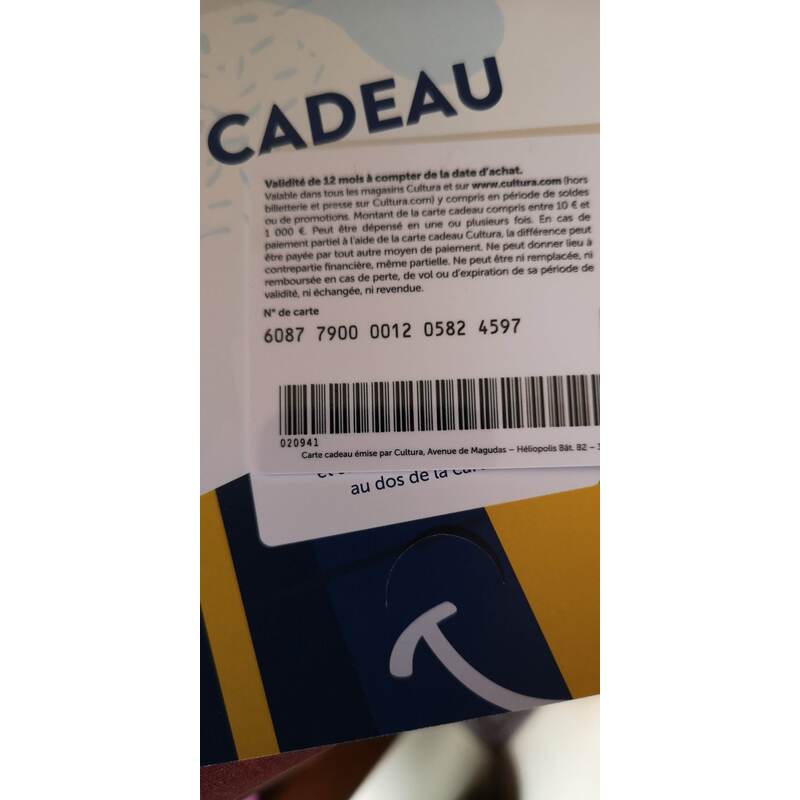 CADEAU
Validité de 12 mois à compter de la date d'achat.
Valable dans tous les magasins Cultura et sur www.cultura.com (hors
billetterie et presse sur Cultura.com) y compris en période de soldes
ou de promotions. Montant de la carte cadeau compris entre 10 € et
1 000 €. Peut être dépensé en une ou plusieurs fois. En cas de
paiement partiel à l'aide de la carte cadeau Cultura, la différence peut
être payée par tout autre moyen de paiement. Ne peut donner lieu à
contrepartie financière, même partielle. Ne peut être ni remplacée, ni
remboursée en cas de perte, de vol ou d'expiration de sa période de
validité, ni échangée, ni revendue.
N° de carte
6087 7900 0012 0582 4597
020941
Carte cadeau émise par Cultura, Avenue de Magudas – Héliopolis Bât. B2 –
au dos de la